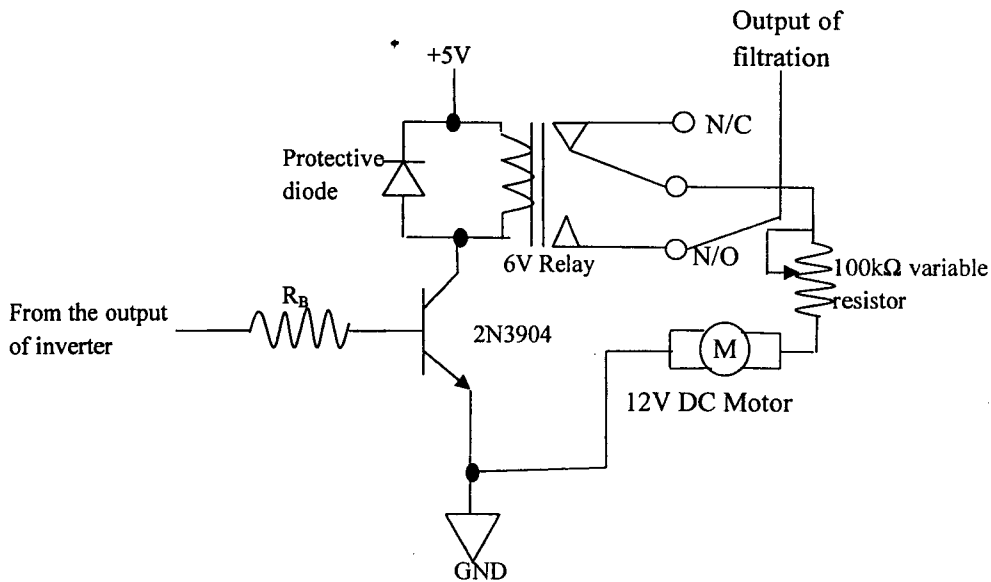 Output of
filtration
+5V
N/C
Protective
diode
6V Relay
N/O
100kΩ variable
resistor
R_B
From the output
of inverter
2N3904
M
12V DC Motor
GND